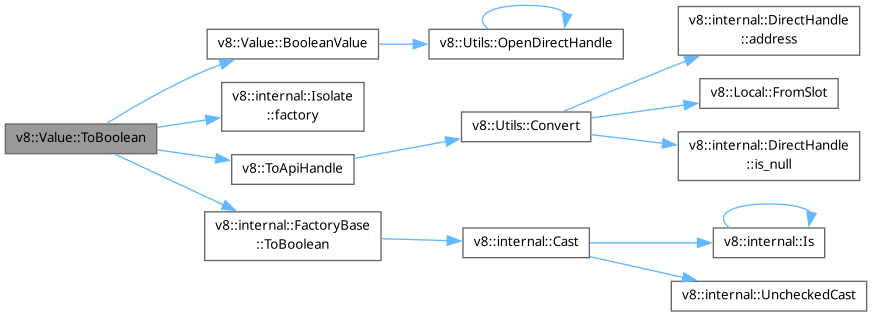 v8::Value::ToBoolean
v8::Value::BooleanValue
v8::Utils::OpenDirectHandle
v8::internal::Isolate
::factory
v8::ToApiHandle
v8::Utils::Convert
v8::internal::DirectHandle
::address
v8::Local::FromSlot
v8::internal::DirectHandle
::is_null
v8::internal::FactoryBase
::ToBoolean
v8::internal::Cast
v8::internal::Is
v8::internal::UncheckedCast